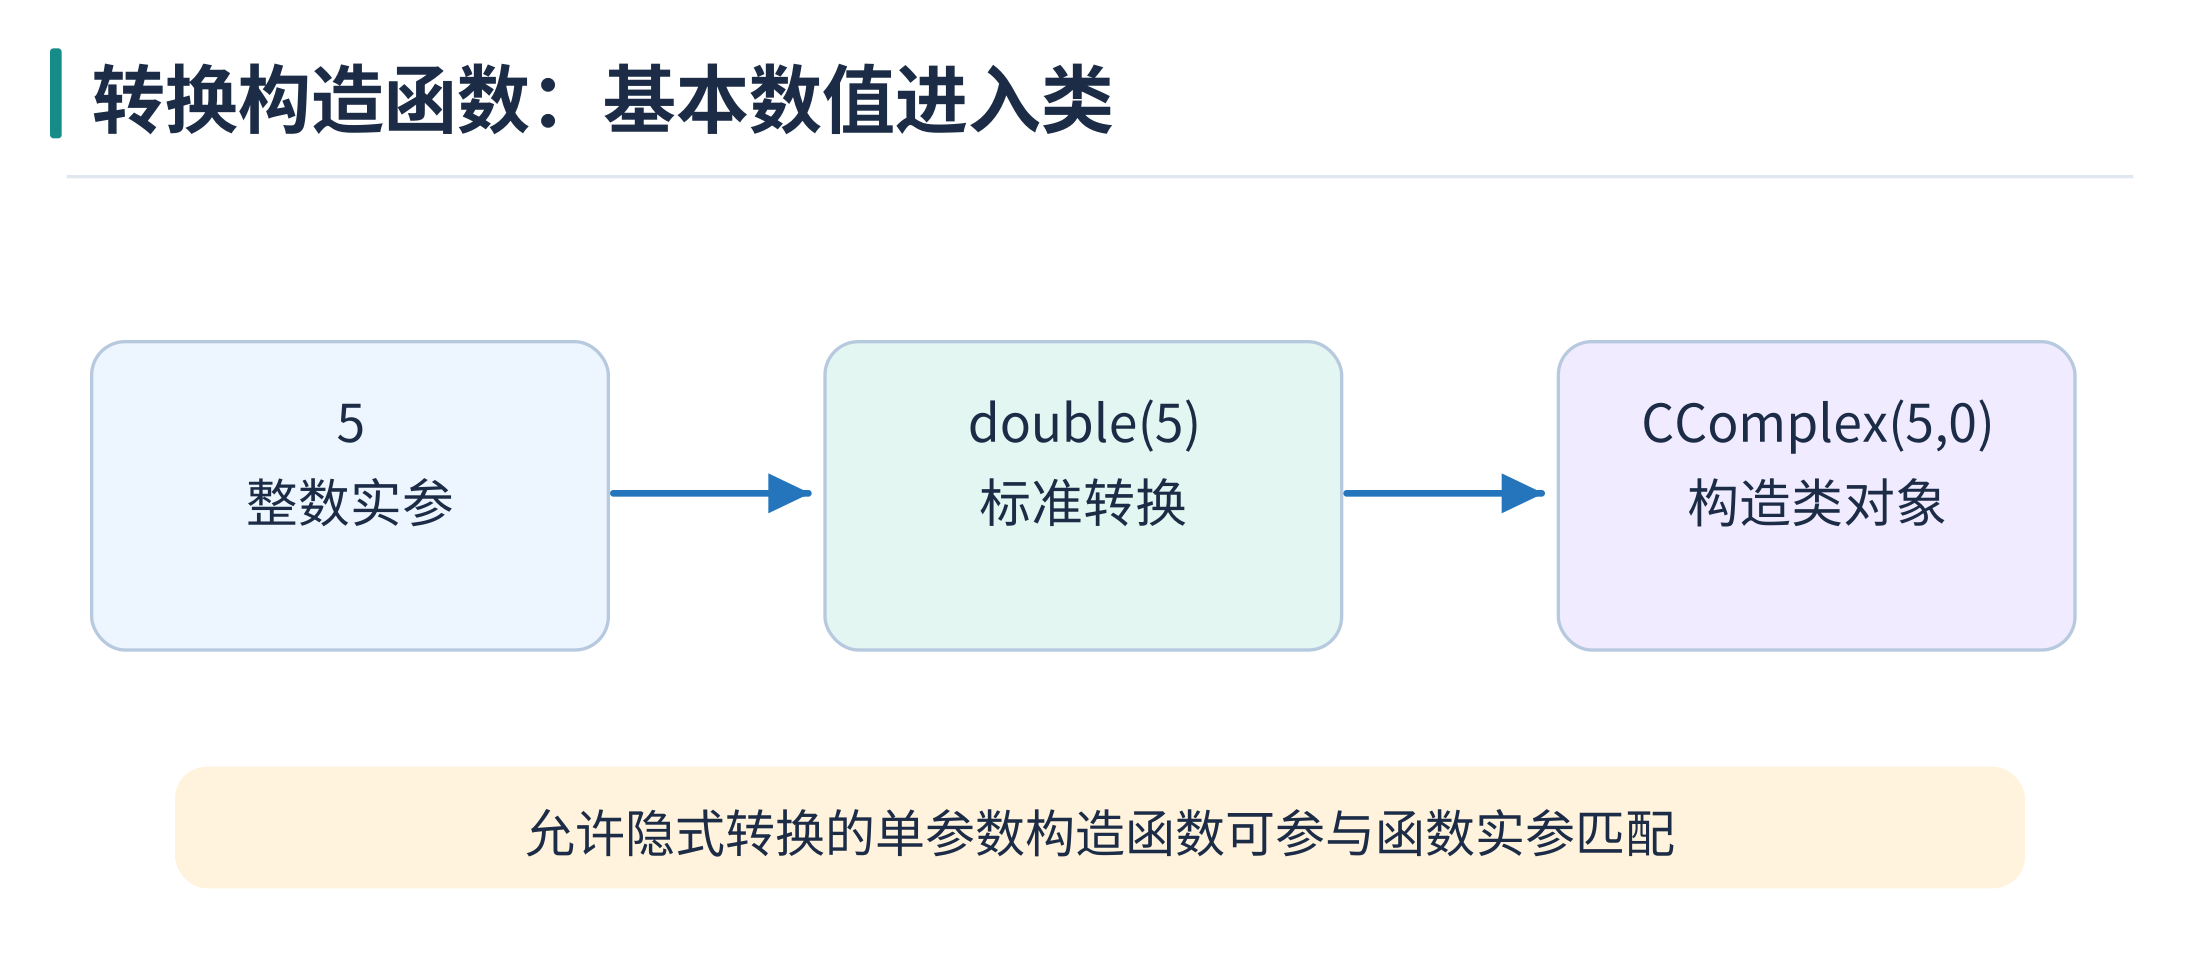 转换构造函数：基本数值进入类
5
整数实参
double(5)
标准转换
CComplex(5,0)
构造类对象
允许隐式转换的单参数构造函数可参与函数实参匹配